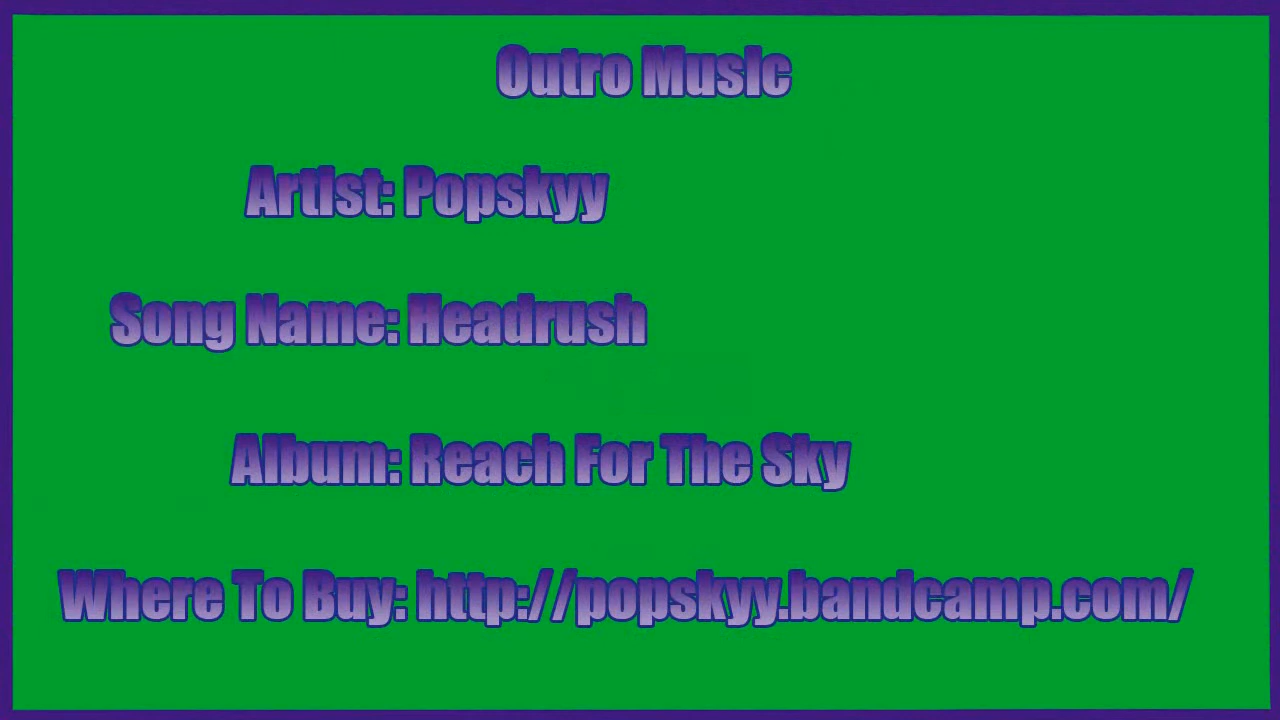 Outro Music
Artist: Popskyy
Song Name: Headrush
Album: Reach For The Sky
Where To Buy: http://popskyy.bandcamp.com/